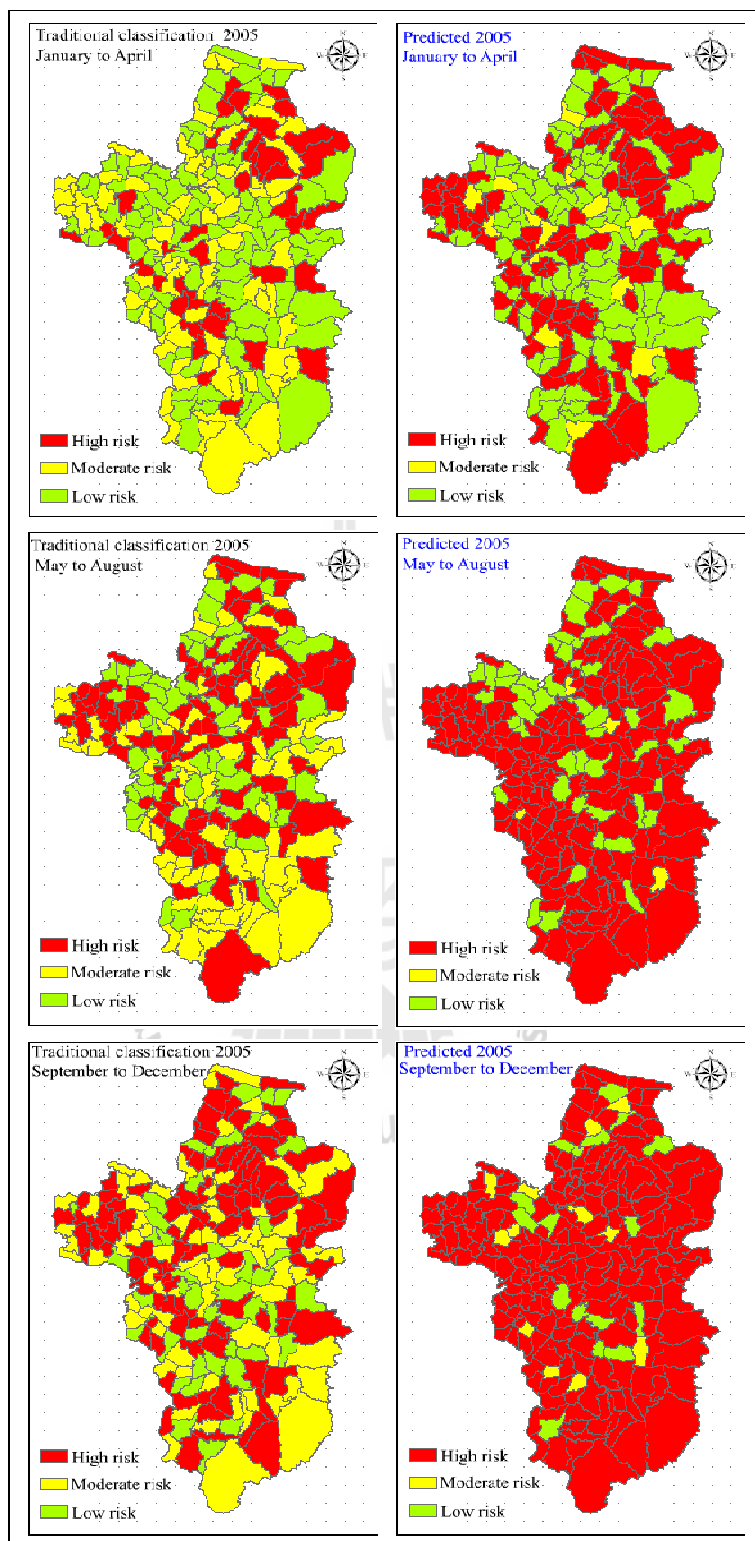 Traditional classification 2005
January to April
N
W
E
S
High risk
Moderate risk
Low risk
Predicted 2005
January to April
N
W
E
S
High risk
Moderate risk
Low risk
Traditional classification 2005
May to August
N
W
E
S
High risk
Moderate risk
Low risk
Predicted 2005
May to August
N
W
E
S
High risk
Moderate risk
Low risk
Traditional classification 2005
September to December
N
W
E
S
High risk
Moderate risk
Low risk
Predicted 2005
September to December
N
W
E
S
High risk
Moderate risk
Low risk